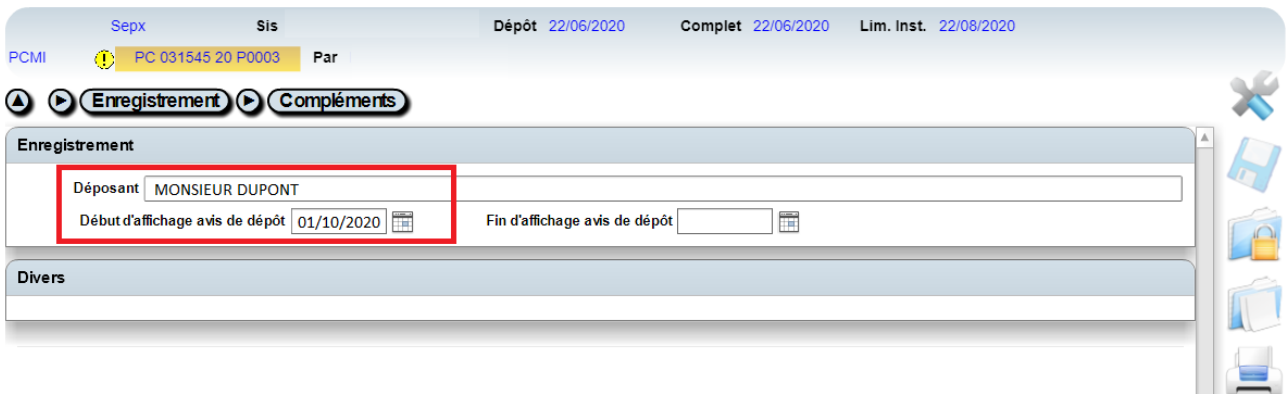 Sepx Sis Dépôt 22/06/2020 Complet 22/06/2020 Lim. Inst. 22/08/2020
PCMI PC 031545 20 P0003 Par
Enregistrement Compléments
Enregistrement
Déposant MONSIEUR DUPONT
Début d'affichage avis de dépôt 01/10/2020 Fin d'affichage avis de dépôt
Divers